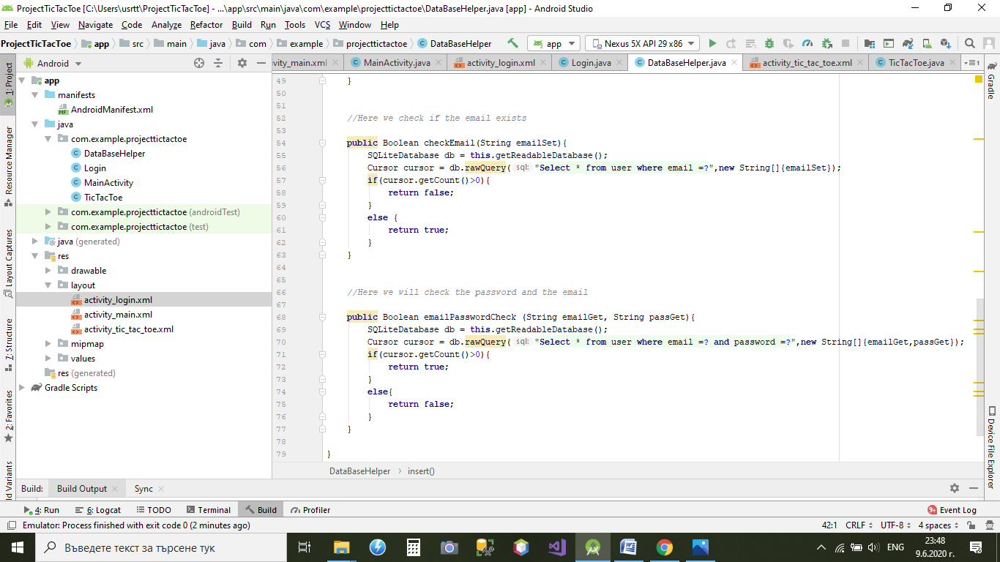 ProjectTicTacToe [C:\Users\usrtt\ProjectTicTacToe] - ...\app\src\main\java\com\example\projecttictactoe\DataBaseHelper.java [app] - Android Studio
File Edit View Navigate Code Analyze Refactor Build Run Tools VCS Window Help
ProjectTicTacToe app src main java com example projecttictactoe DataBaseHelper app Nexus 5X API 29 x86
Android
vity_main.xml MainActivity.java activity_login.xml Login.java DataBaseHelper.java activity_tic_tac_toe.xml TicTacToe.java 1
1: Project
Resource Manager
Layout Captures
7: Structure
2: Favorites
ld Variants
app
manifests
AndroidManifest.xml
java
com.example.projecttictactoe
DataBaseHelper
Login
MainActivity
TicTacToe
com.example.projecttictactoe (androidTest)
com.example.projecttictactoe (test)
java (generated)
res
drawable
layout
activity_login.xml
activity_main.xml
activity_tic_tac_toe.xml
mipmap
values
res (generated)
Gradle Scripts
49 }
50
51
52 //Here we check if the email exists
53
54 public Boolean checkEmail(String emailSet){
55 SQLiteDatabase db = this.getReadableDatabase();
56 Cursor cursor = db.rawQuery( sql: "Select * from user where email =?",new String[]{emailSet});
57 if(cursor.getCount()>0){
58 return false;
59 }
60 else {
61 return true;
62 }
63 }
64
65
66 //Here we will check the password and the email
67
68 public Boolean emailPasswordCheck (String emailGet, String passGet){
69 SQLiteDatabase db = this.getReadableDatabase();
70 Cursor cursor = db.rawQuery( sql: "Select * from user where email =? and password =?",new String[]{emailGet,passGet});
71 if(cursor.getCount()>0){
72 return true;
73 }
74 else{
75 return false;
76 }
77 }
78
79 }
DataBaseHelper insert()
Gradle
Device File Explorer
Build: Build Output Sync
4: Run 6: Logcat TODO Terminal Build Profiler 9+ Event Log
Emulator: Process finished with exit code 0 (2 minutes ago) 42:1 CRLF UTF-8 4 spaces
Въведете текст за търсене тук ENG 23:48
9.6.2020 г.